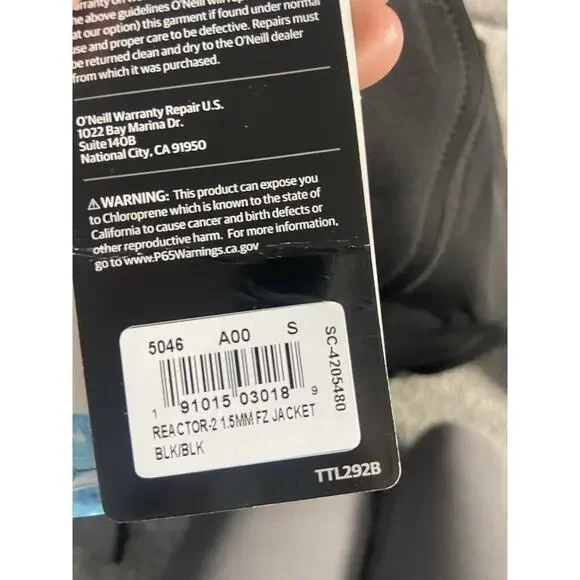 the above guidelines O'Neill will
at our option) this garment if found under normal
use and proper care to be defective. Repairs must
be returned clean and dry to the O'Neill dealer
from which it was purchased.
O'Neill Warranty Repair U.S.
1022 Bay Marina Dr.
Suite 140B
National City, CA 91950
⚠WARNING: This product can expose you
to Chloroprene which is known to the state of
California to cause cancer and birth defects or
other reproductive harm. For more information,
go to www.P65Warnings.ca.gov
5046 A00 S
SC-4205480
1 91015 03018 9
REACTOR-2 1.5MM FZ JACKET
BLK/BLK
TTL292B